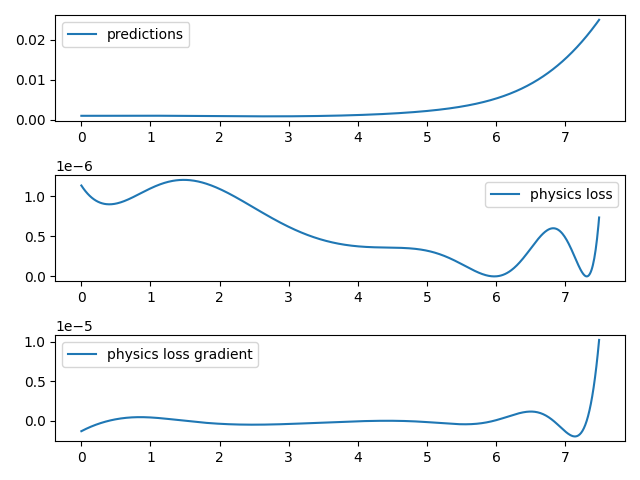 0.02
predictions
0.01
0.00
0 1 2 3 4 5 6 7
1e−6
1.0
physics loss
0.5
0.0
0 1 2 3 4 5 6 7
1e−5
1.0
physics loss gradient
0.5
0.0
0 1 2 3 4 5 6 7